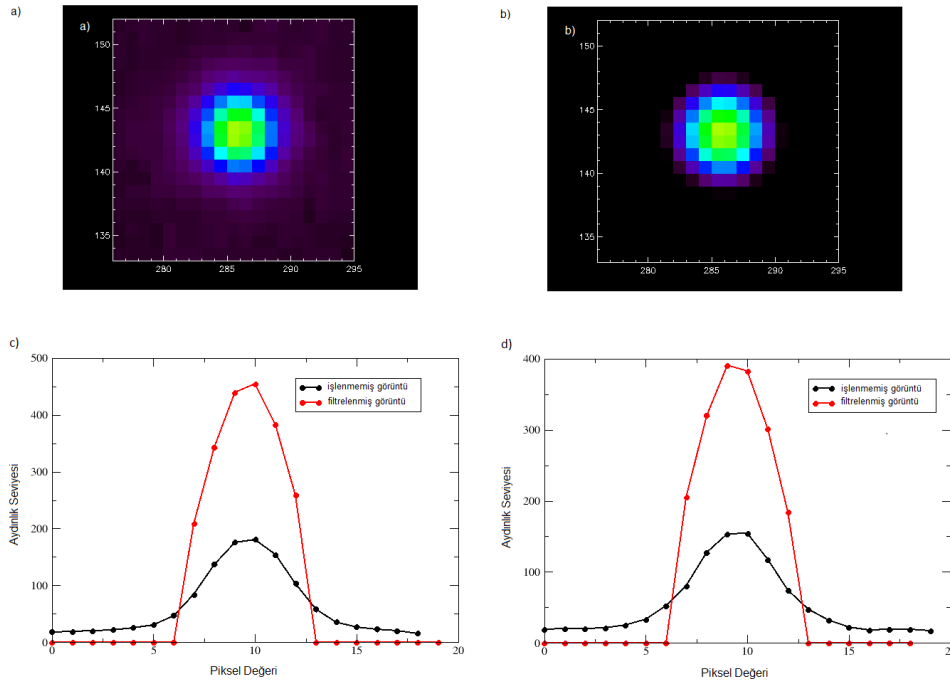 a)
b)
a)
b)
150
145
140
135
280
285
290
295
150
145
140
135
280
285
290
295
c)
500
400
300
200
100
0
0
5
10
15
20
Aydınlık Seviyesi
Piksel Değeri
işlenmemiş görüntü
filtrelenmiş görüntü
d)
400
300
200
100
0
0
5
10
15
20
Aydınlık Seviyesi
Piksel Değeri
işlenmemiş görüntü
filtrelenmiş görüntü